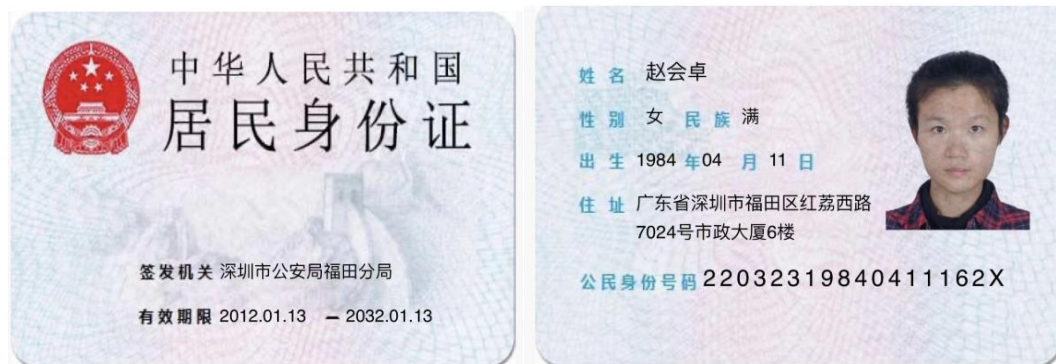 中华人民共和国
居民身份证
签发机关 深圳市公安局福田分局
有效期限 2012.01.13 — 2032.01.13
姓名 赵会卓
性别 女 民族 满
出生 1984 年 04 月 11 日
住址 广东省深圳市福田区红荔西路
7024号市政大厦6楼
公民身份号码 22032319840411162X